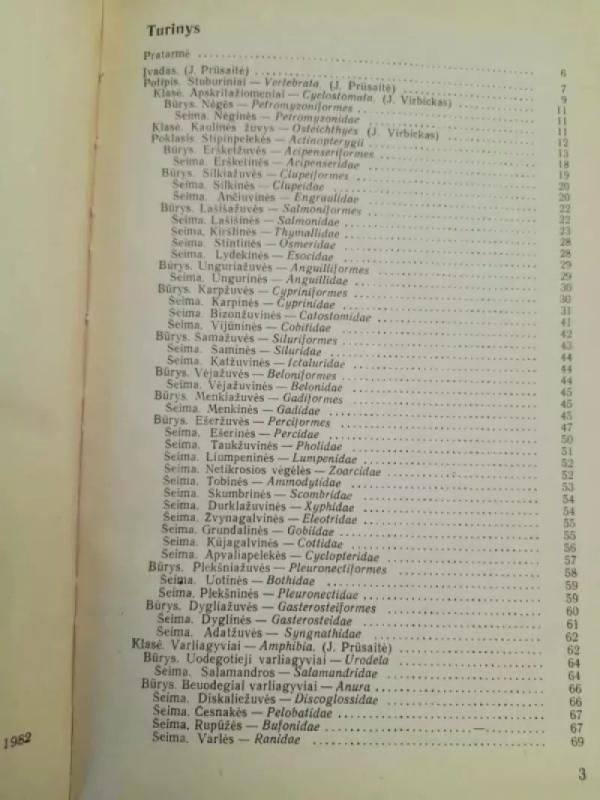 Turinys
Pratarmė 6
Įvadas. (J. Prūsaitė) 7
Potipis. Stuburiniai — Vertebrata. (J. Prūsaitė) 9
Klasė. Apskritažiomeniai — Cyclostomata. (J. Virbickas) 11
Būrys. Nėgės — Petromyzoniformes 11
Šeima. Nėginės — Petromyzonidae 11
Klasė. Kaulinės žuvys — Osteichthyes (J. Virbickas) 12
Poklasis. Stipinpelekės — Actinopterygii 13
Būrys. Eršketžuvės — Acipenseriformes 18
Šeima. Eršketinės — Acipenseridae 19
Būrys. Silkiažuvės — Clupeiformes 20
Šeima. Silkinės — Clupeidae 20
Šeima. Ančiuvinės — Engraulidae 22
Būrys. Lašišažuvės — Salmoniformes 22
Šeima. Lašišinės — Salmonidae 23
Šeima. Kiršlinės — Thymallidae 28
Šeima. Stintinės — Osmeridae 28
Šeima. Lydekinės — Esocidae 29
Būrys. Unguriažuvės — Anguilliformes 29
Šeima. Ungurinės — Anguillidae 30
Būrys. Karpžuvės — Cypriniformes 30
Šeima. Karpinės — Cyprinidae 31
Šeima. Bizonžuvinės — Catostomidae 41
Šeima. Vijūninės — Cobitidae 42
Būrys. Šamažuvės — Siluriformes 43
Šeima. Šaminės — Siluridae 44
Šeima. Katžuvinės — Ictaluridae 44
Būrys. Vėjažuvės — Beloniformes 44
Šeima. Vėjažuvinės — Belonidae 45
Būrys. Menkiažuvės — Gadiformes 45
Šeima. Menkinės — Gadidae 45
Būrys. Ešeržuvės — Perciformes 47
Šeima. Ešerinės — Percidae 50
Šeima. Taukžuvinės — Pholidae 51
Šeima. Liumpeninės — Lumpenidae 52
Šeima. Netikrosios vėgėlės — Zoarcidae 52
Šeima. Tobinės — Ammodytidae 53
Šeima. Skumbrinės — Scombridae 54
Šeima. Durklažuvinės — Xyphidae 54
Šeima. Žvynagalvinės — Eleotridae 55
Šeima. Grundalinės — Gobiidae 55
Šeima. Kūjagalvinės — Cottidae 56
Šeima. Apvaliapelekės — Cyclopteridae 57
Būrys. Plekšniažuvės — Pleuronectiformes 58
Šeima. Uotinės — Bothidae 59
Šeima. Plekšninės — Pleuronectidae 59
Būrys. Dygliažuvės — Gasterosteiformes 60
Šeima. Dyglinės — Gasterosteidae 61
Šeima. Adatžuvės — Syngnathidae 62
Klasė. Varliagyviai — Amphibia. (J. Prūsaitė) 62
Būrys. Uodegotieji varliagyviai — Urodela 64
Šeima. Salamandros — Salamandridae 64
Būrys. Beuodegiai varliagyviai — Anura 66
Šeima. Diskaliežuvės — Discoglossidae 66
Šeima. Česnakės — Pelobatidae 67
Šeima. Rupūžės — Bufonidae 67
Šeima. Varlės — Ranidae 69
1982
3